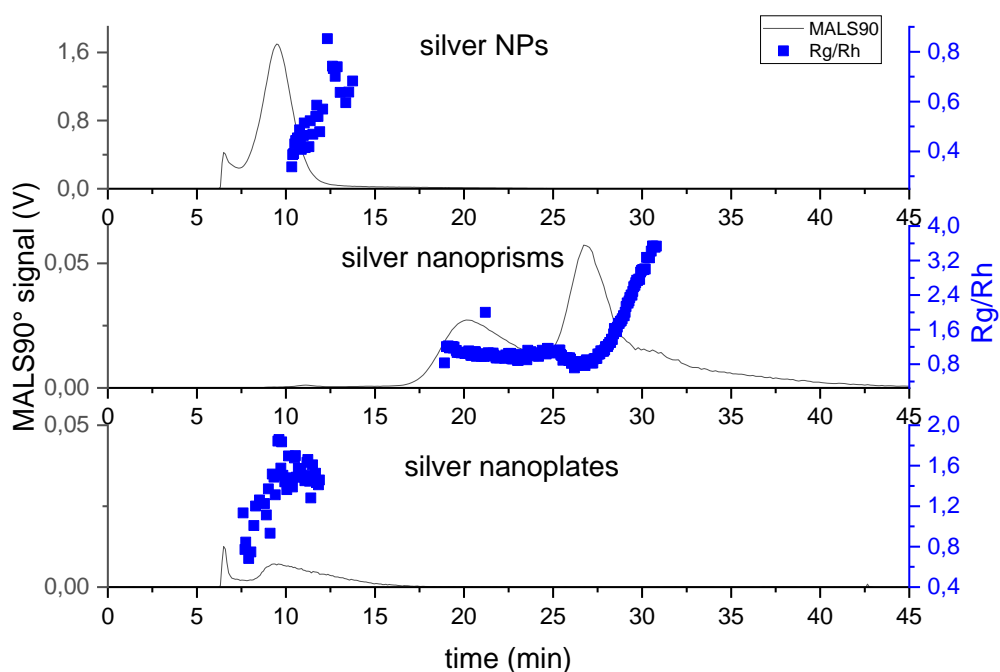 silver NPs
MALS90
Rg/Rh
1,6
0,8
0,0
0,8
0,6
0,4
0 5 10 15 20 25 30 35 40 45
silver nanoprisms
0,05
0,00
4,0
3,2
2,4
1,6
0,8
0 5 10 15 20 25 30 35 40 45
silver nanoplates
0,05
0,00
2,0
1,6
1,2
0,8
0,4
0 5 10 15 20 25 30 35 40 45
MALS90° signal (V)
Rg/Rh
time (min)